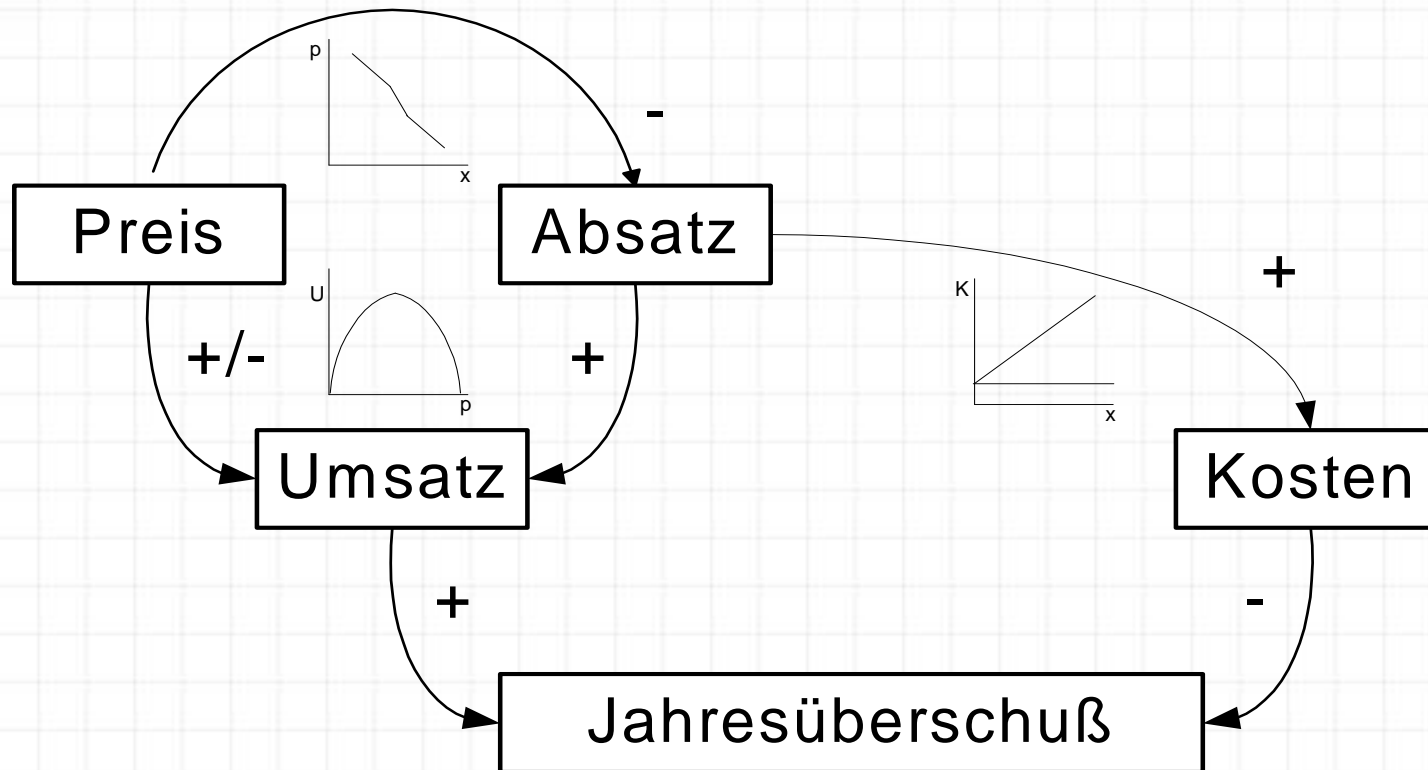 p
x
-
Preis
Absatz
+
U
p
+/-
+
K
x
Umsatz
Kosten
+
-
Jahresüberschuß